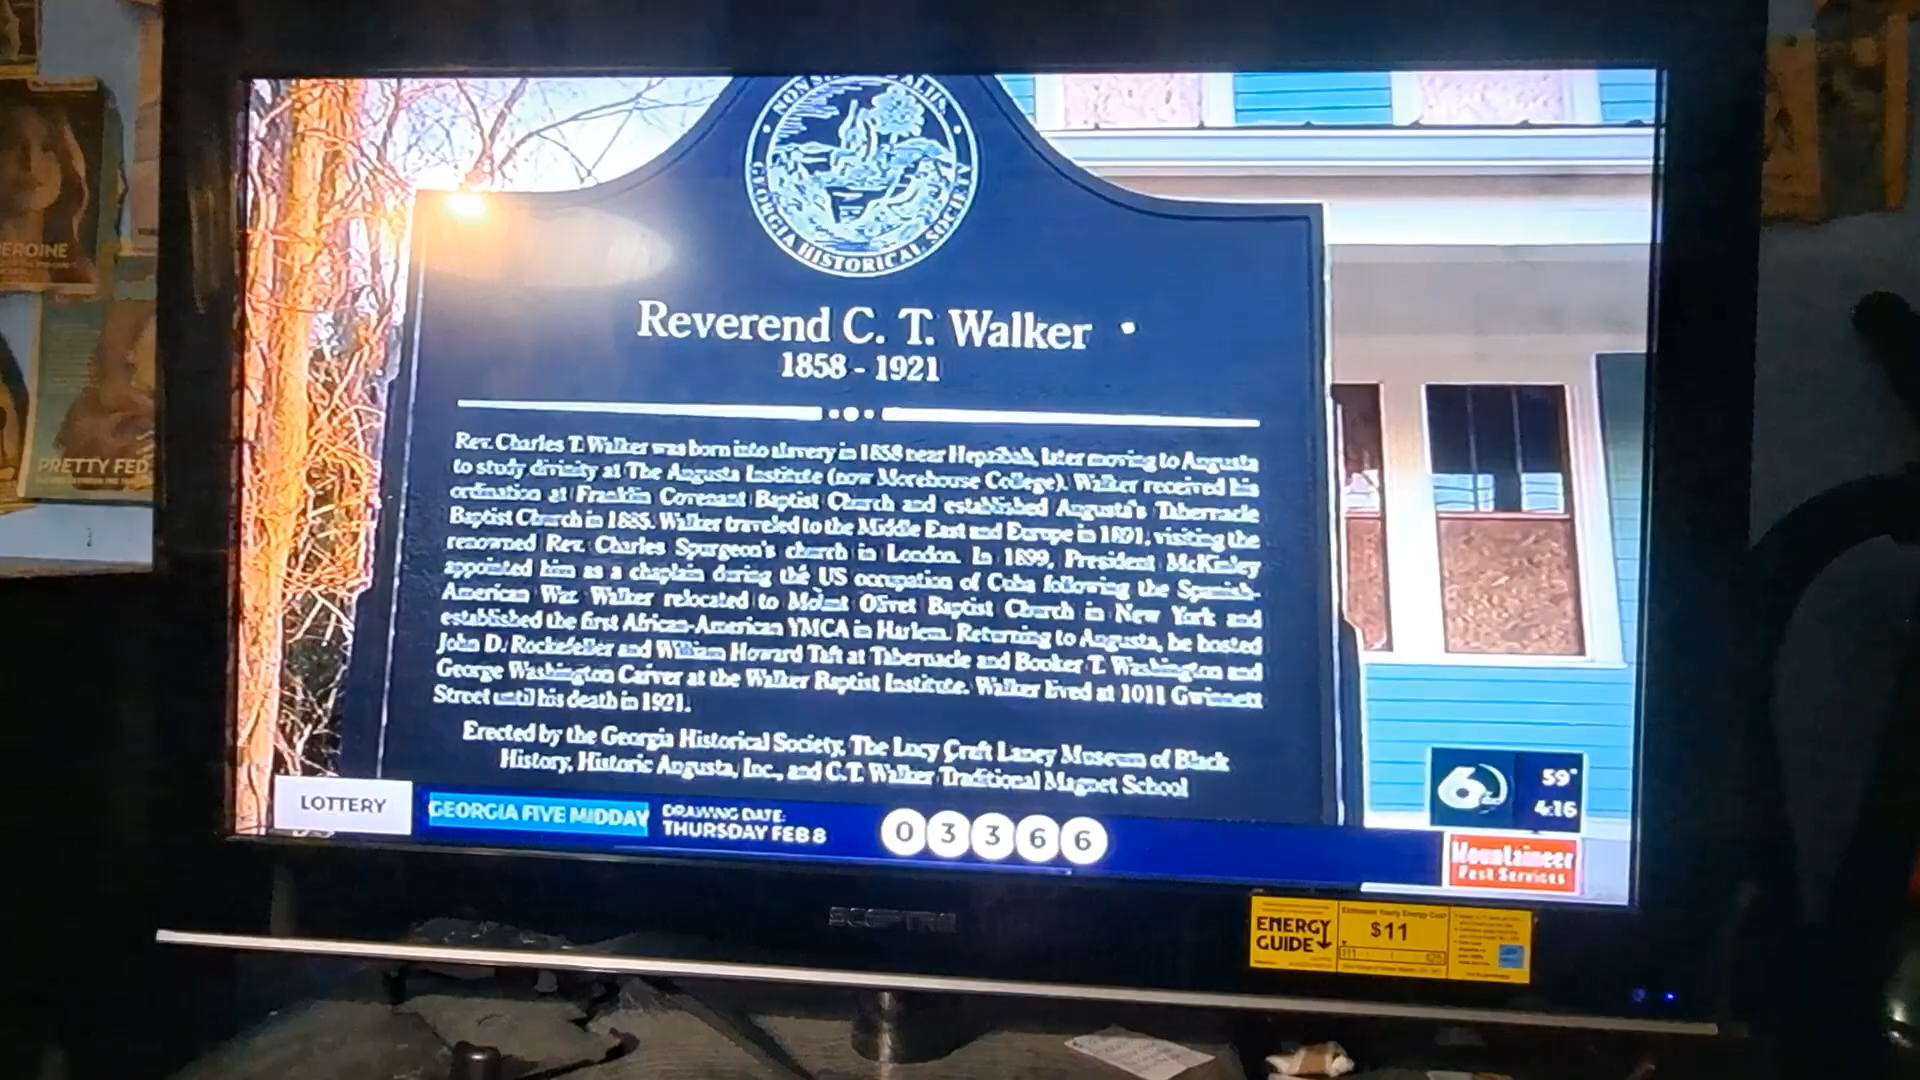 EROINE
PRETTY FED
GEORGIA HISTORICAL SOCIETY
Reverend C. T. Walker
1858 - 1921
Rev. Charles T. Walker was born into slavery in 1858 near Hephzibah, later moving to Augusta
to study divinity at The Augusta Institute (now Morehouse College). Walker received his
ordination at Franklin Covenant Baptist Church and established Augusta's Tabernacle
Baptist Church in 1885. Walker traveled to the Middle East and Europe in 1891, visiting the
renowned Rev. Charles Spurgeon's church in London. In 1899, President McKinley
appointed him as a chaplain during the US occupation of Cuba following the Spanish-
American War. Walker relocated to Mount Olivet Baptist Church in New York and
established the first African-American YMCA in Harlem. Returning to Augusta, he hosted
John D. Rockefeller and William Howard Taft at Tabernacle and Booker T. Washington and
George Washington Carver at the Walker Baptist Institute. Walker lived at 1011 Gwinnett
Street until his death in 1921.
Erected by the Georgia Historical Society, The Lucy Craft Laney Museum of Black
History, Historic Augusta, Inc., and C.T. Walker Traditional Magnet School
LOTTERY
GEORGIA FIVE MIDDAY
DRAWING DATE:
THURSDAY FEB 8
0 3 3 6 6
6
59°
4:16
Mountaineer
Pest Services
SCEPTRE
ENERGY
GUIDE
Estimated Yearly Energy Cost
$11